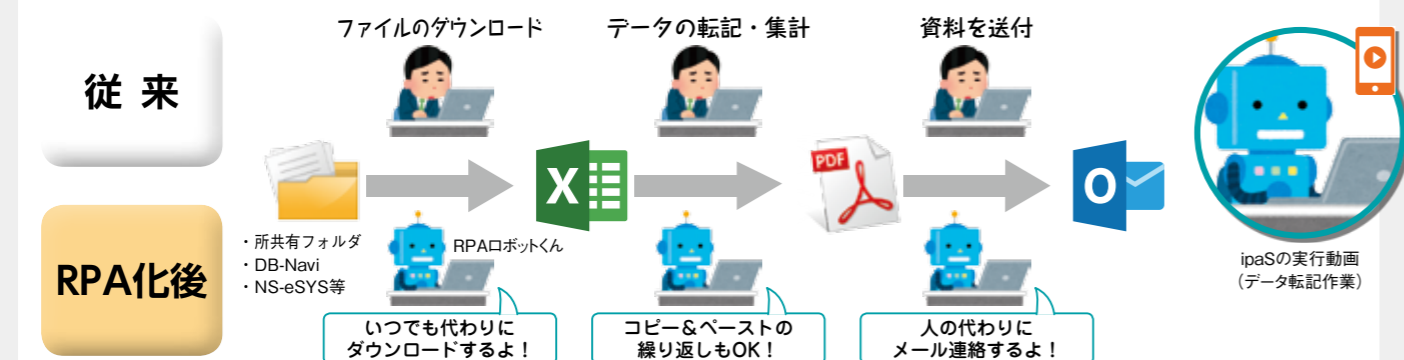 ファイルのダウンロード
データの転記・集計
資料を送付
従来
X
PDF
O
RPA化後
・所共有フォルダ
・DB-Navi
・NS-eSYS等
RPAロボットくん
ipaSの実行動画
（データ転記作業）
いつでも代わりに
ダウンロードするよ！
コピー＆ペーストの
繰り返しもOK！
人の代わりに
メール連絡するよ！